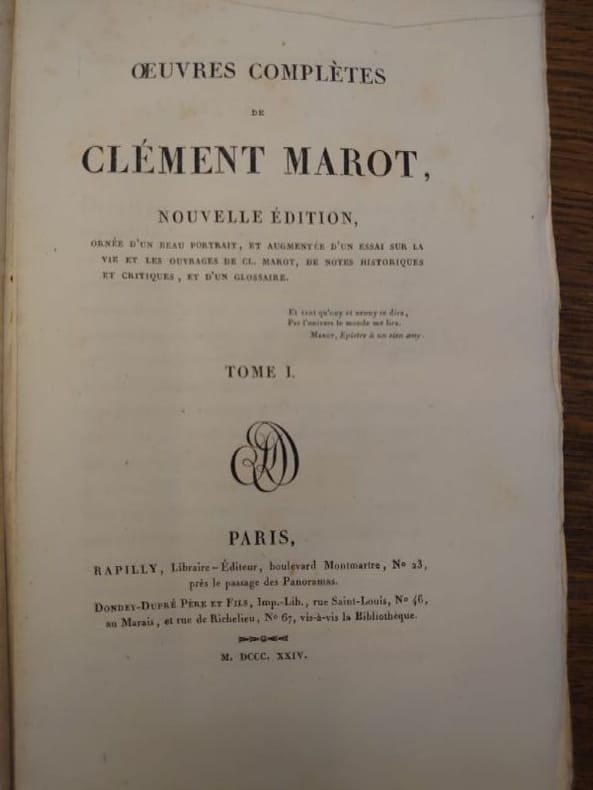 ŒUVRES COMPLÈTES
DE
CLÉMENT MAROT,
NOUVELLE ÉDITION,
ORNÉE D'UN BEAU PORTRAIT, ET AUGMENTÉE D'UN ESSAI SUR LA
VIE ET LES OUVRAGES DE CL. MAROT, DE NOTES HISTORIQUES
ET CRITIQUES, ET D'UN GLOSSAIRE.
Et tant qu'ouy et nenny se dira,
Par l'univers le monde me lira.
MAROT, Epistre à un sien amy.
TOME I.
PARIS,
RAPILLY, Libraire-Éditeur, boulevard Montmartre, No 23,
près le passage des Panoramas.
DONDEY-DUPRÉ PÈRE ET FILS, Imp.-Lib., rue Saint-Louis, No 46,
au Marais, et rue de Richelieu, No 67, vis-à-vis la Bibliothèque.
M. DCCC. XXIV.